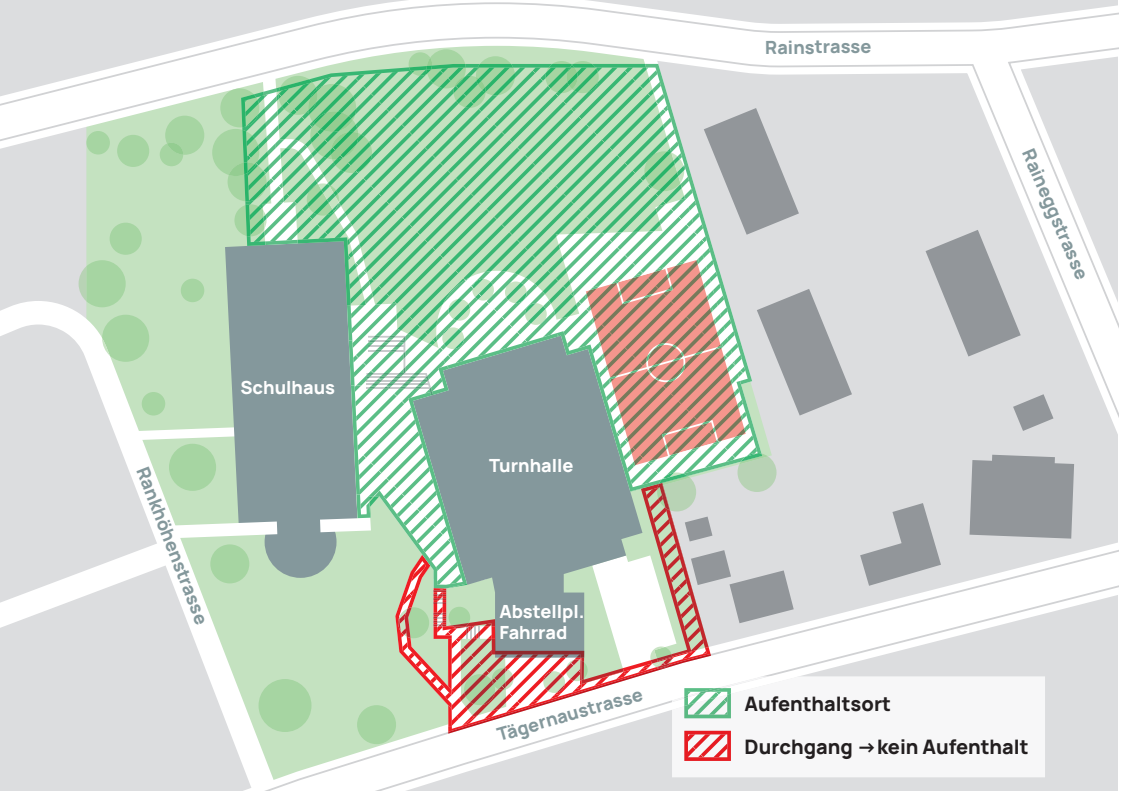 Rainstrasse
Raineggstrasse
Schulhaus
Turnhalle
Rankhöhenstrasse
Abstellpl.
Fahrrad
Tägernaustrasse
Aufenthaltsort
Durchgang → kein Aufenthalt